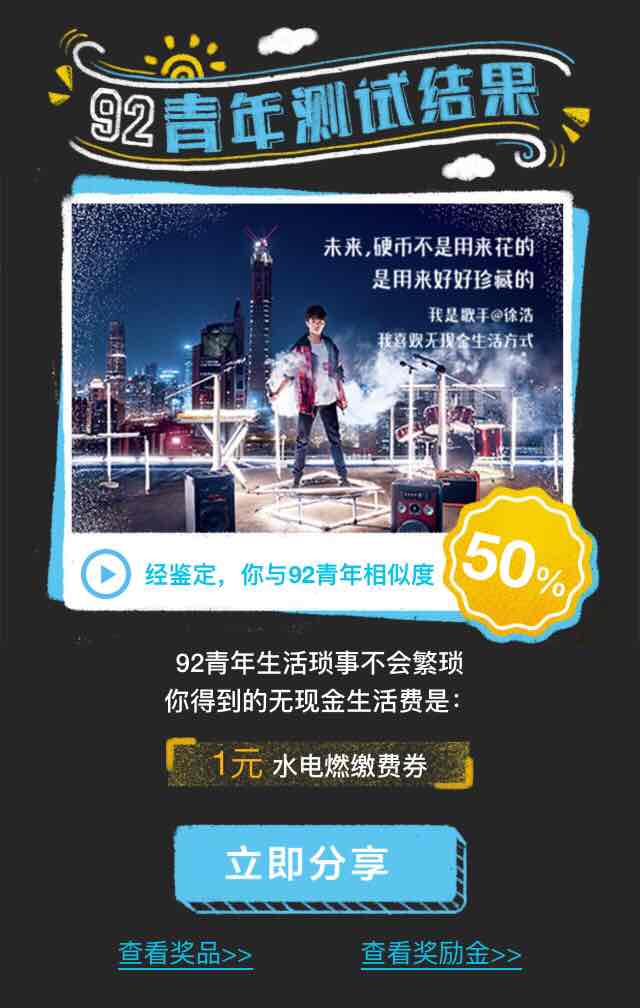 92青年测试结果
未来,硬币不是用来花的
是用来好好珍藏的
我是歌手@徐浩
我喜欢无现金生活方式
经鉴定，你与92青年相似度
50%
92青年生活琐事不会繁琐
你得到的无现金生活费是：
1元 水电燃缴费券
立即分享
查看奖品>> 查看奖励金>>